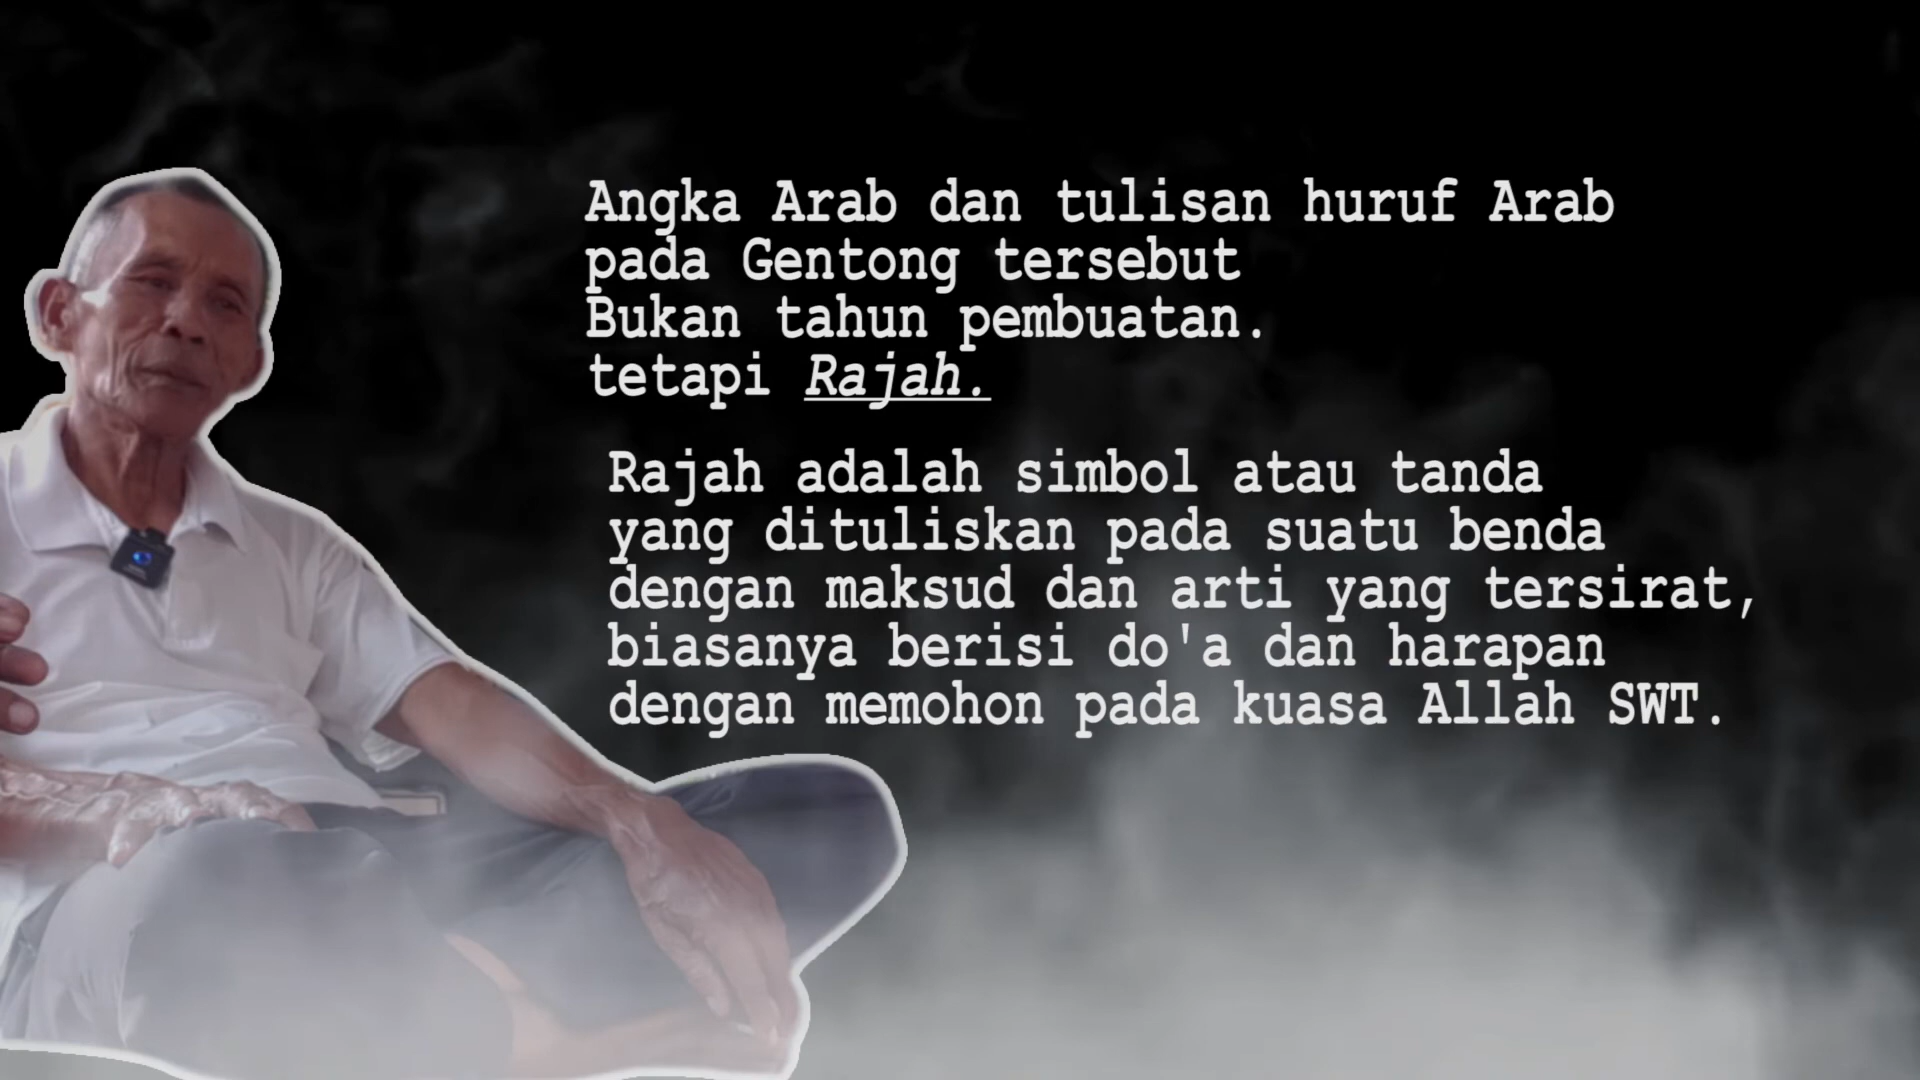 Angka Arab dan tulisan huruf Arab
pada Gentong tersebut
Bukan tahun pembuatan.
tetapi Rajah.
Rajah adalah simbol atau tanda
yang dituliskan pada suatu benda
dengan maksud dan arti yang tersirat,
biasanya berisi do'a dan harapan
dengan memohon pada kuasa Allah SWT.